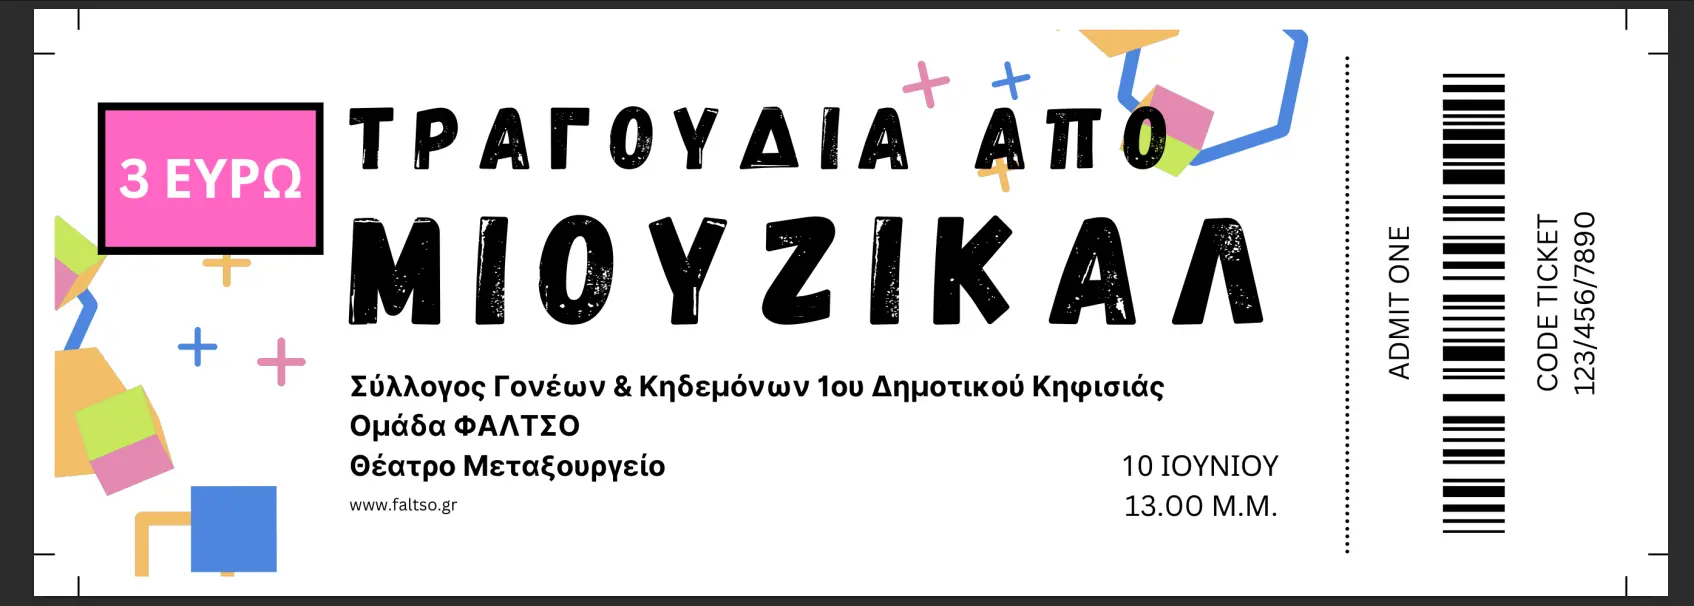 3 ΕΥΡΩ
ΤΡΑΓΟΥΔΙΑ ΑΠΟ
ΜΙΟΥΖΙΚΑΛ
Σύλλογος Γονέων & Κηδεμόνων 1ου Δημοτικού Κηφισιάς
Ομάδα ΦΑΛΤΣΟ
Θέατρο Μεταξουργείο
www.faltso.gr
10 ΙΟΥΝΙΟΥ
13.00 Μ.Μ.
ADMIT ONE
CODE TICKET
123/456/7890